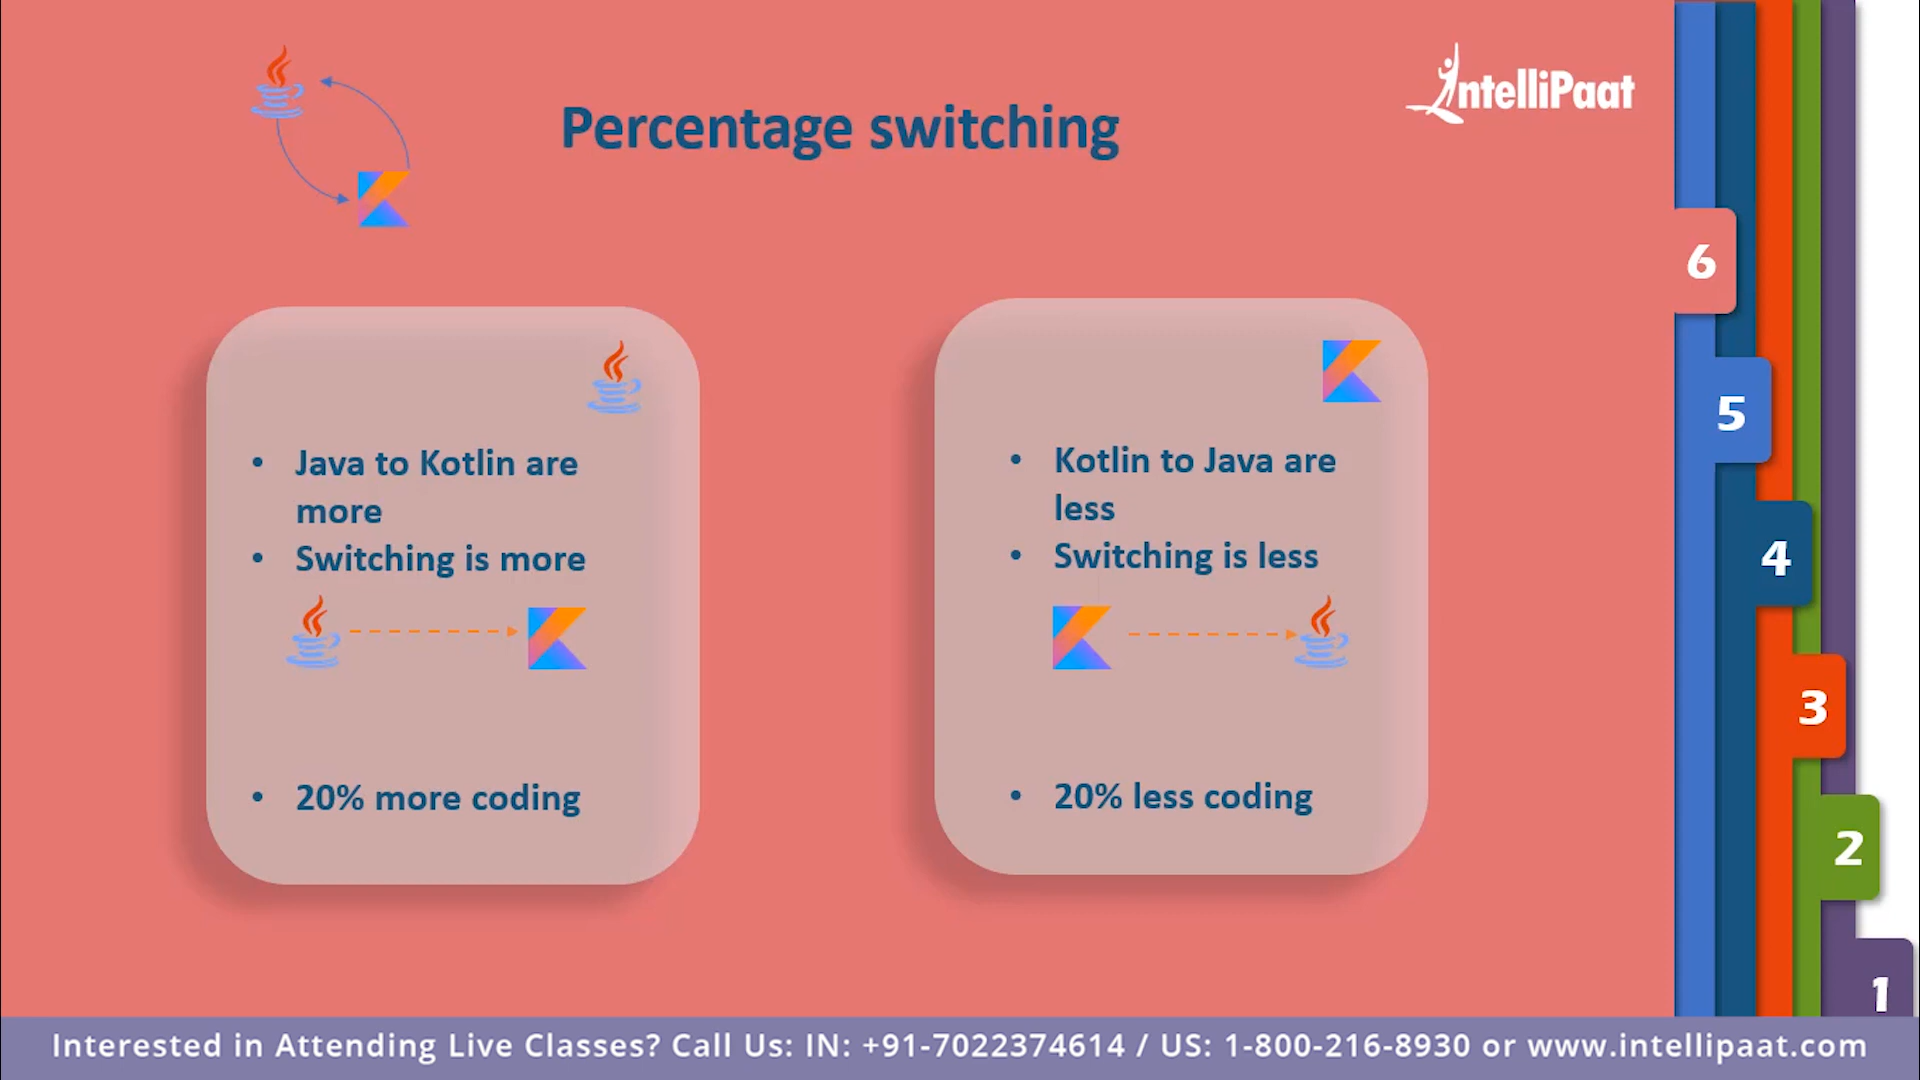 Percentage switching
IntelliPaat
• Java to Kotlin are
more
• Switching is more
• 20% more coding
• Kotlin to Java are
less
• Switching is less
• 20% less coding
6
5
4
3
2
1
Interested in Attending Live Classes? Call Us: IN: +91-7022374614 / US: 1-800-216-8930 or www.intellipaat.com